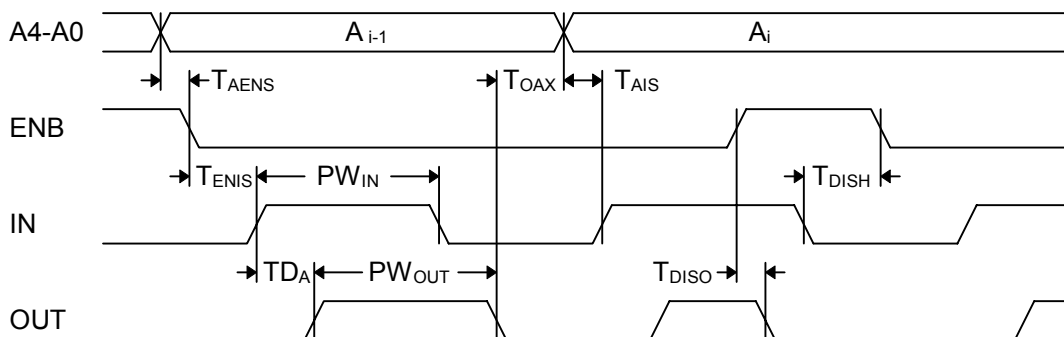 A4-A0 A i-1 Ai
TAENS TOAX TAIS
ENB
TENIS PWIN TDISH
IN
TDA PWOUT TDISO
OUT